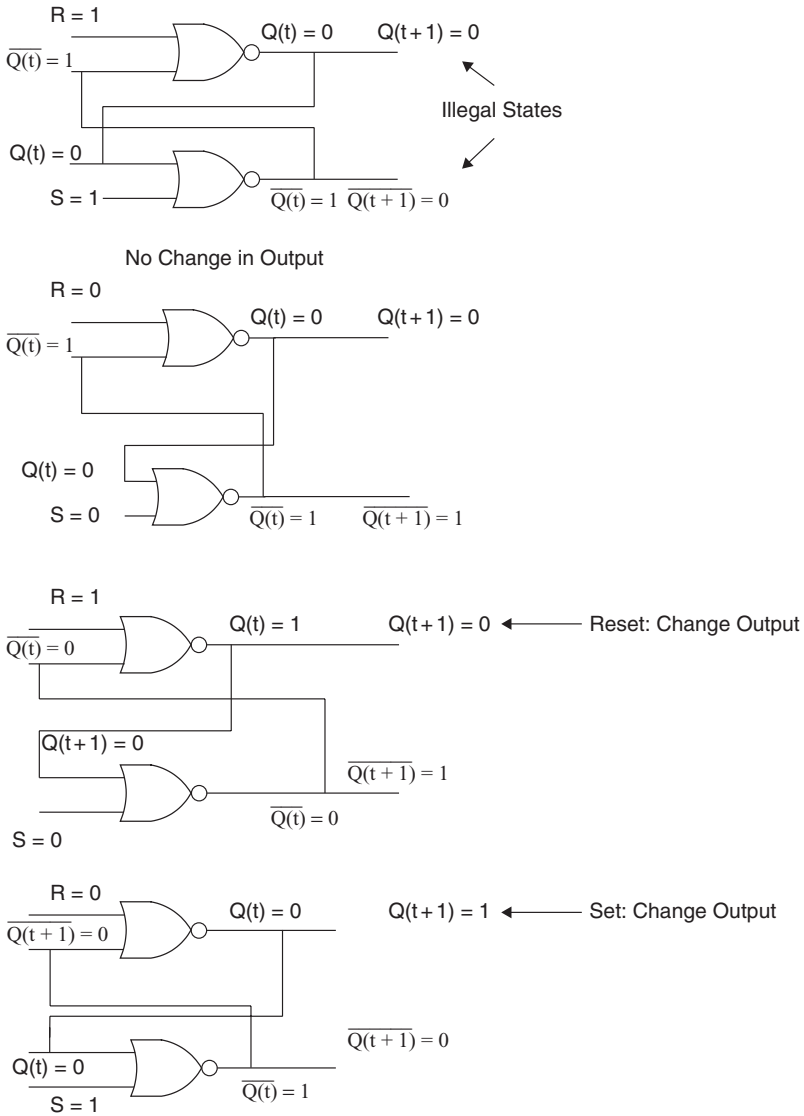 R = 1
Q(t) = 0 Q(t+1) = 0
Q̅(̅t̅)̅ = 1
Illegal States
Q(t) = 0
S = 1
Q̅(̅t̅)̅ = 1 Q̅(̅t̅ ̅+̅ ̅1̅)̅ = 0
No Change in Output
R = 0
Q(t) = 0 Q(t+1) = 0
Q̅(̅t̅)̅ = 1
Q(t) = 0
S = 0
Q̅(̅t̅)̅ = 1 Q̅(̅t̅ ̅+̅ ̅1̅)̅ = 1
R = 1
Q(t) = 1 Q(t+1) = 0 Reset: Change Output
Q̅(̅t̅)̅ = 0
Q(t+1) = 0
Q̅(̅t̅ ̅+̅ ̅1̅)̅ = 1
Q̅(̅t̅)̅ = 0
S = 0
R = 0
Q(t) = 0 Q(t+1) = 1 Set: Change Output
Q̅(̅t̅ ̅+̅ ̅1̅)̅ = 0
Q̅(̅t̅ ̅+̅ ̅1̅)̅ = 0
Q(t) = 0
Q̅(̅t̅)̅ = 1
S = 1